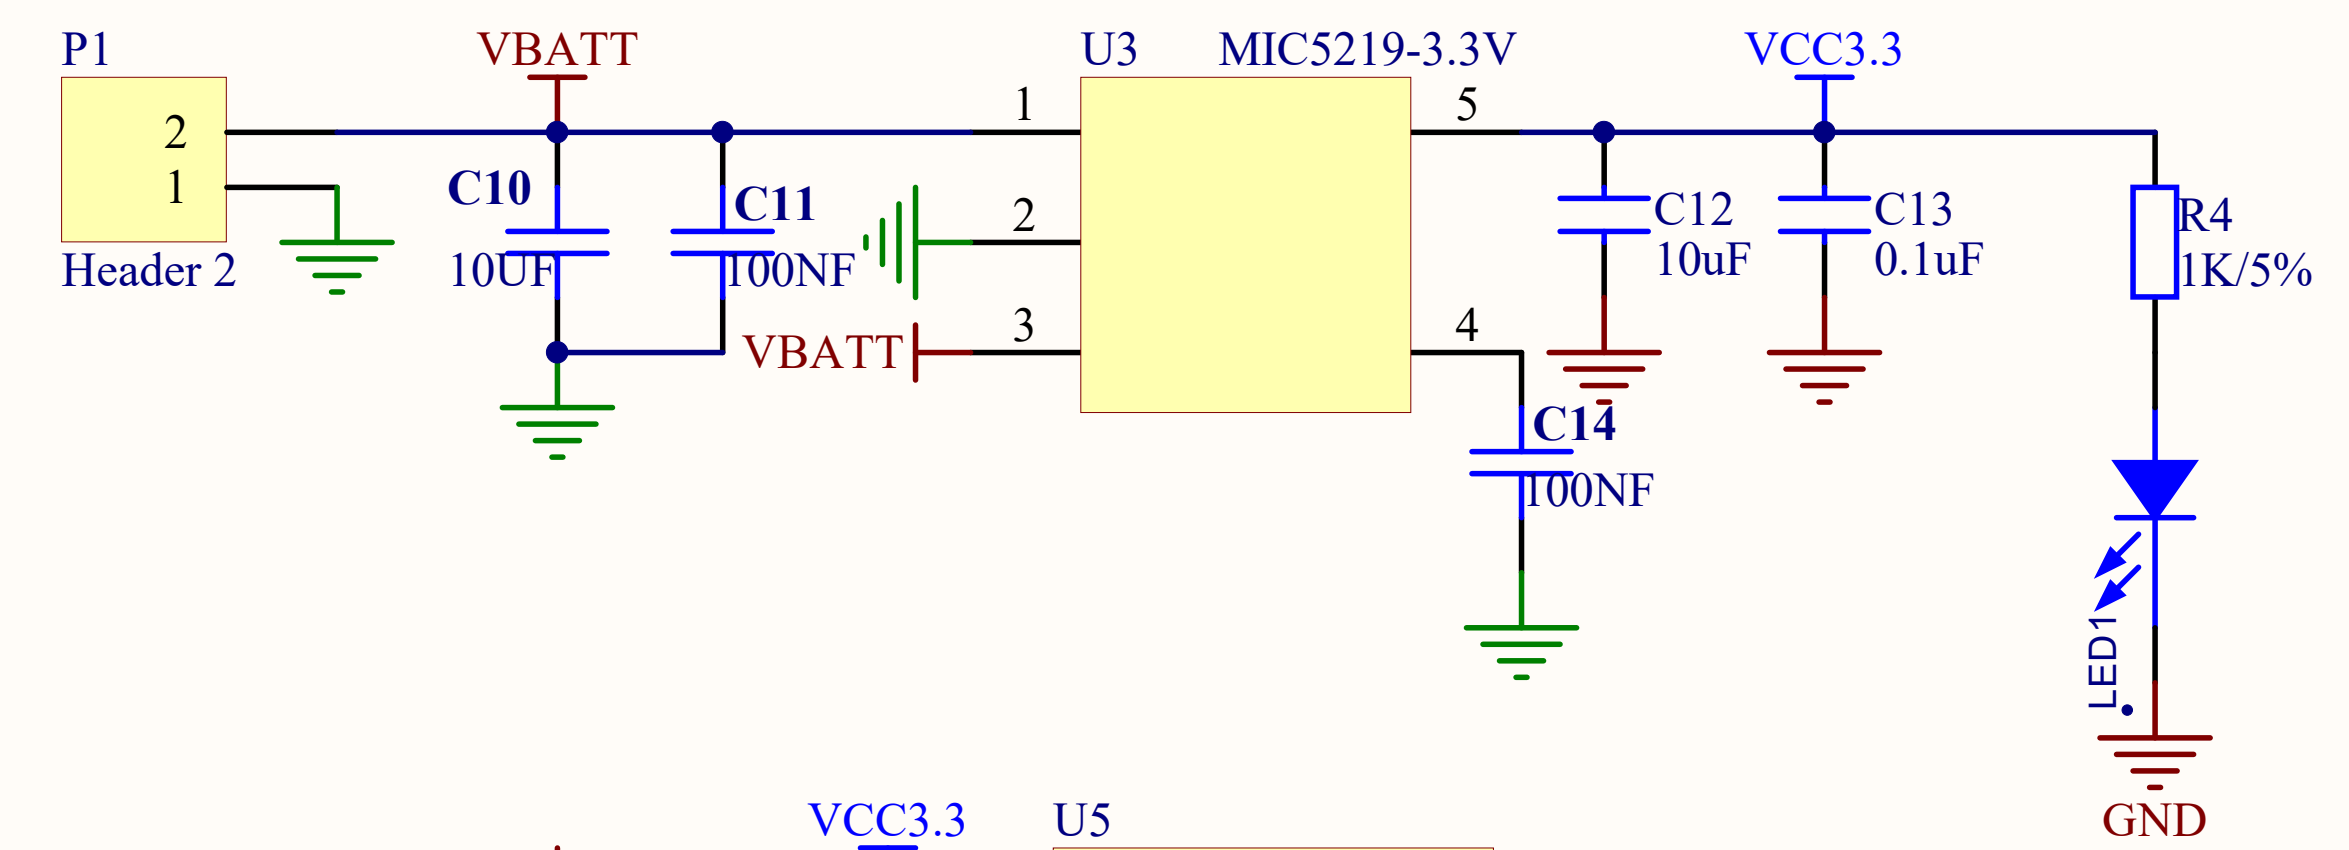 P1
VBATT
U3
MIC5219-3.3V
VCC3.3
2
1
Header 2
C10
10UF
C11
100NF
1
2
3
VBATT
5
4
C12
10uF
C13
0.1uF
R4
1K/5%
C14
100NF
LED1
GND
VCC3.3
U5